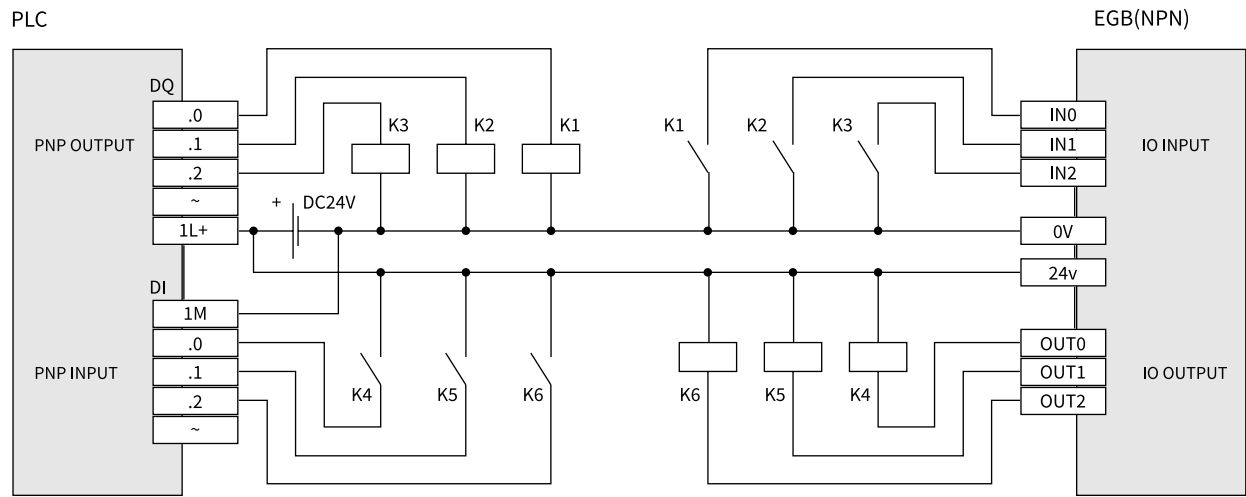 PLC
EGB(NPN)
DQ
.0
K3
K2
K1
K1
K2
K3
IN0
PNP OUTPUT
.1
IN1
IO INPUT
.2
IN2
~
+
DC24V
1L+
0V
24v
DI
1M
.0
OUT0
PNP INPUT
.1
OUT1
IO OUTPUT
K4
K5
K6
K6
K5
K4
.2
OUT2
~